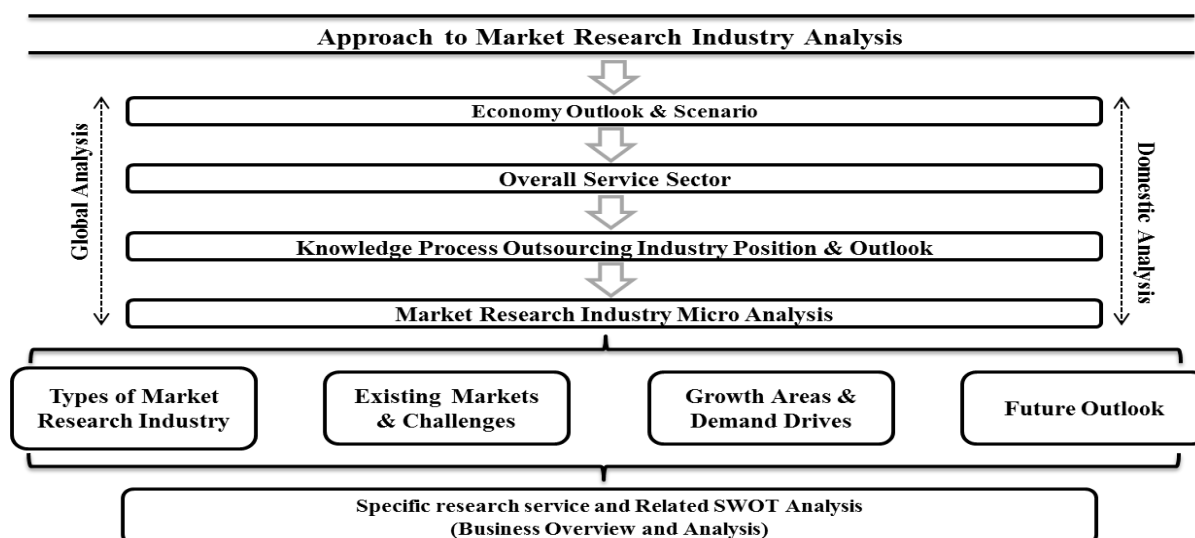 Approach to Market Research Industry Analysis
Economy Outlook & Scenario
Overall Service Sector
Knowledge Process Outsourcing Industry Position & Outlook
Market Research Industry Micro Analysis
Global Analysis
Domestic Analysis
Types of Market
Research Industry
Existing Markets
& Challenges
Growth Areas &
Demand Drives
Future Outlook
Specific research service and Related SWOT Analysis
(Business Overview and Analysis)